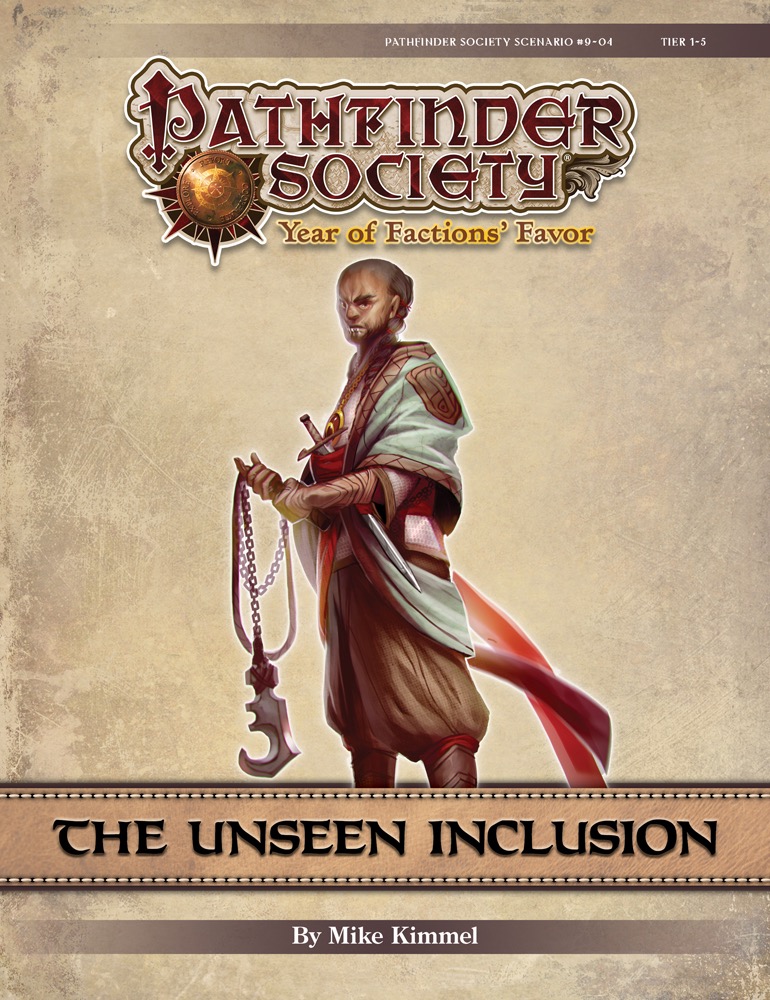 PATHFINDER SOCIETY SCENARIO #9-04 TIER 1-5
PATHFINDER
SOCIETY®
Year of Factions' Favor
THE UNSEEN INCLUSION
By Mike Kimmel